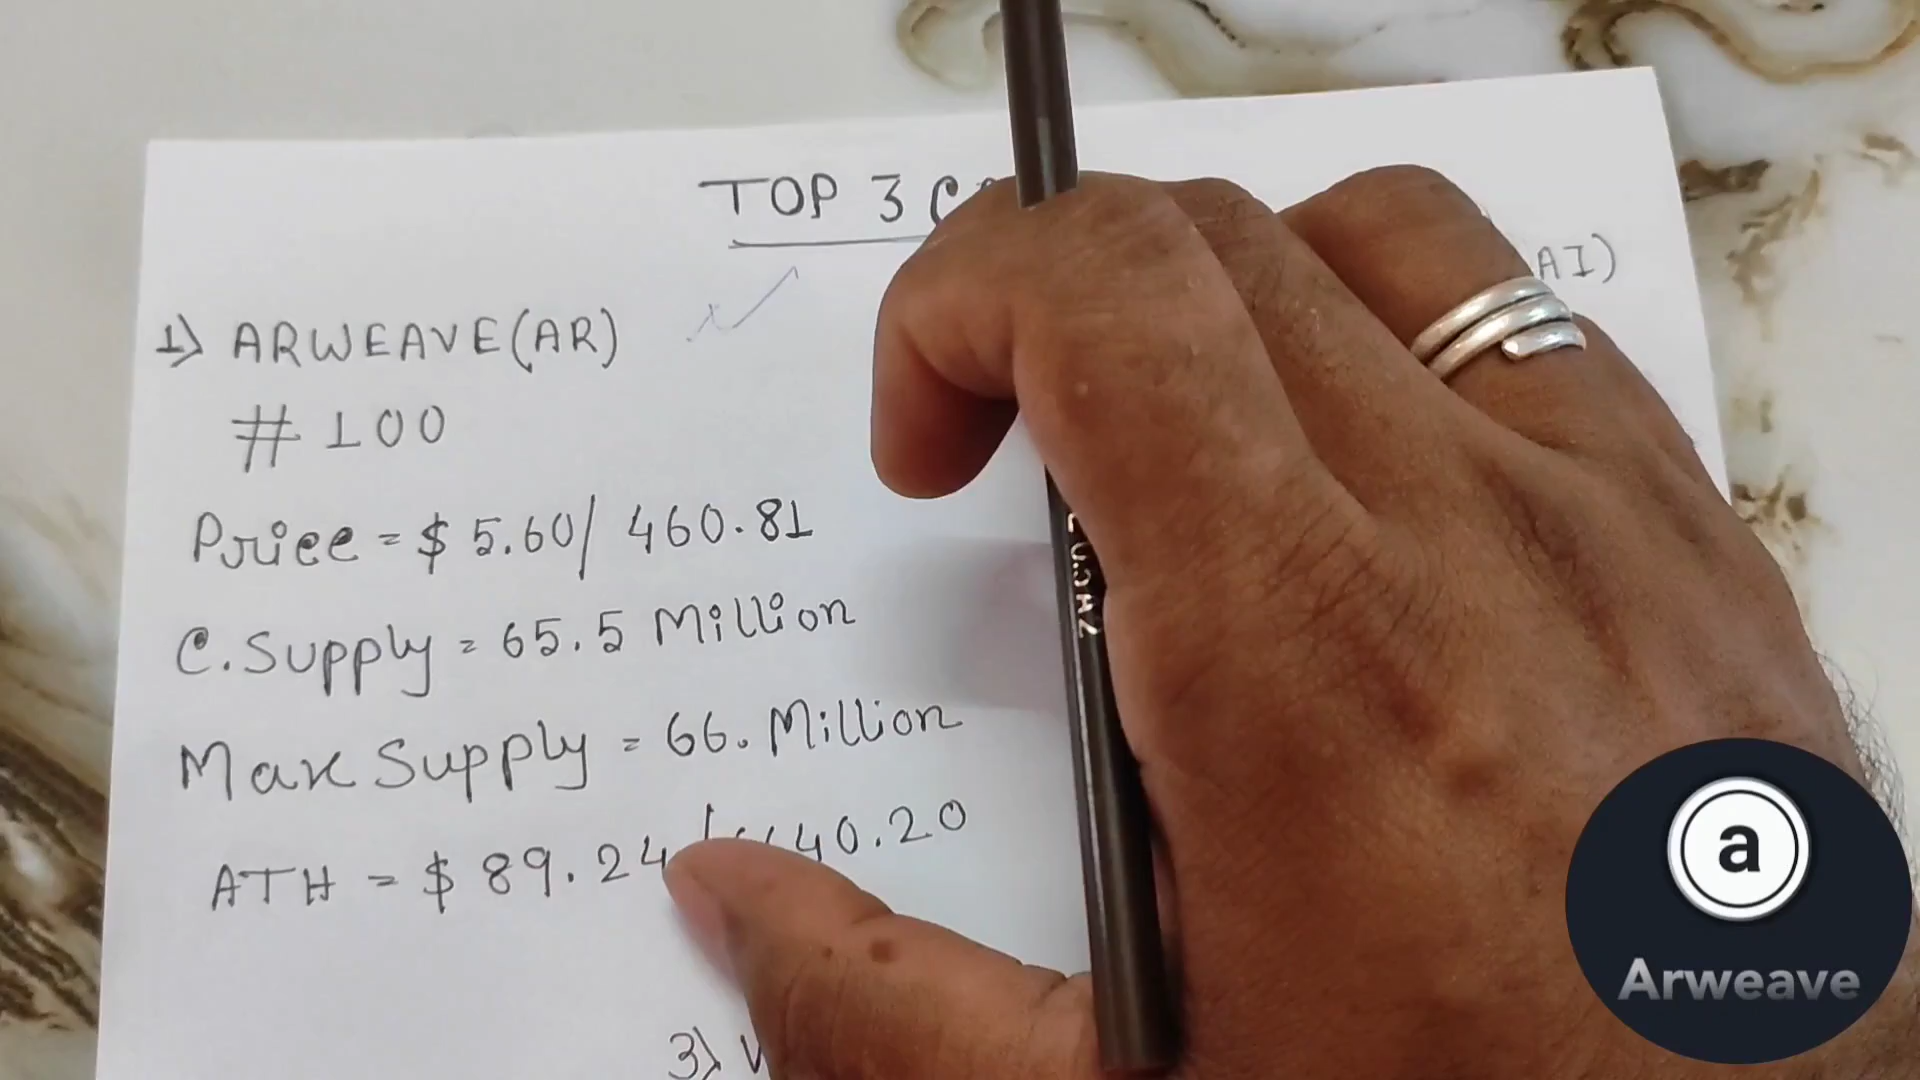 TOP 3
AI)
1) ARWEAVE(AR)
# 100
Price = $ 5.60/ 460.81
C. Supply = 65.5 Million
Max Supply = 66. Million
ATH = $ 89.24/ 40.20
3)
a
Arweave